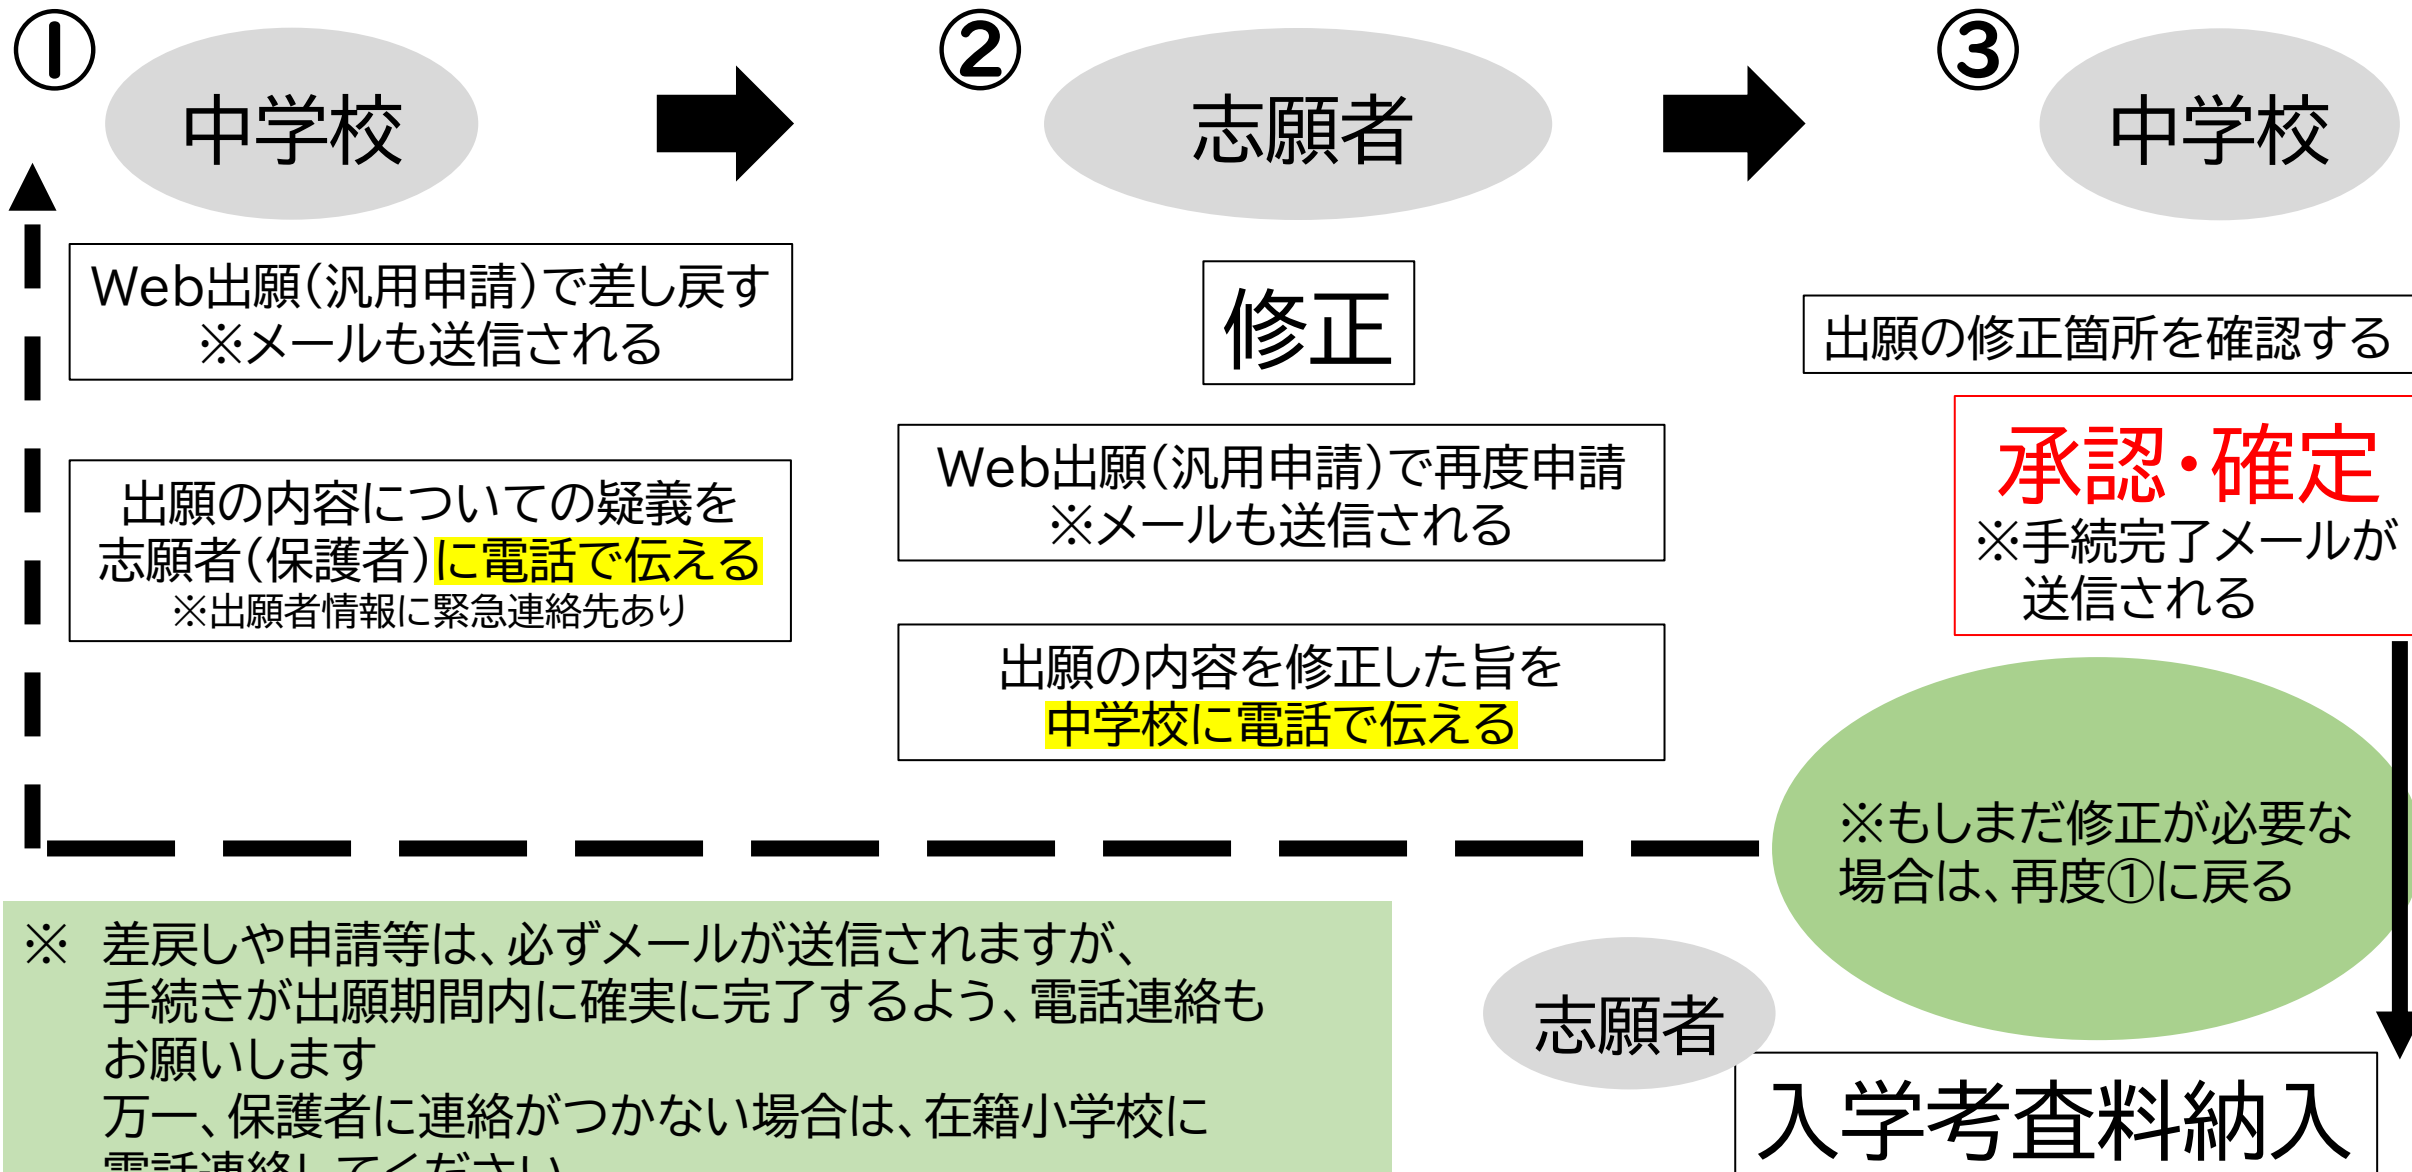 ①
中学校
Web出願(汎用申請)で差し戻す
※メールも送信される
出願の内容についての疑義を
志願者(保護者)に電話で伝える
※出願者情報に緊急連絡先あり
②
志願者
修正
Web出願(汎用申請)で再度申請
※メールも送信される
出願の内容を修正した旨を
中学校に電話で伝える
③
中学校
出願の修正箇所を確認する
承認・確定
※手続完了メールが
送信される
※もしまだ修正が必要な
場合は、再度①に戻る
※ 差戻しや申請等は、必ずメールが送信されますが、
手続きが出願期間内に確実に完了するよう、電話連絡も
お願いします
万一、保護者に連絡がつかない場合は、在籍小学校に
電話連絡してください
志願者
入学考査料納入